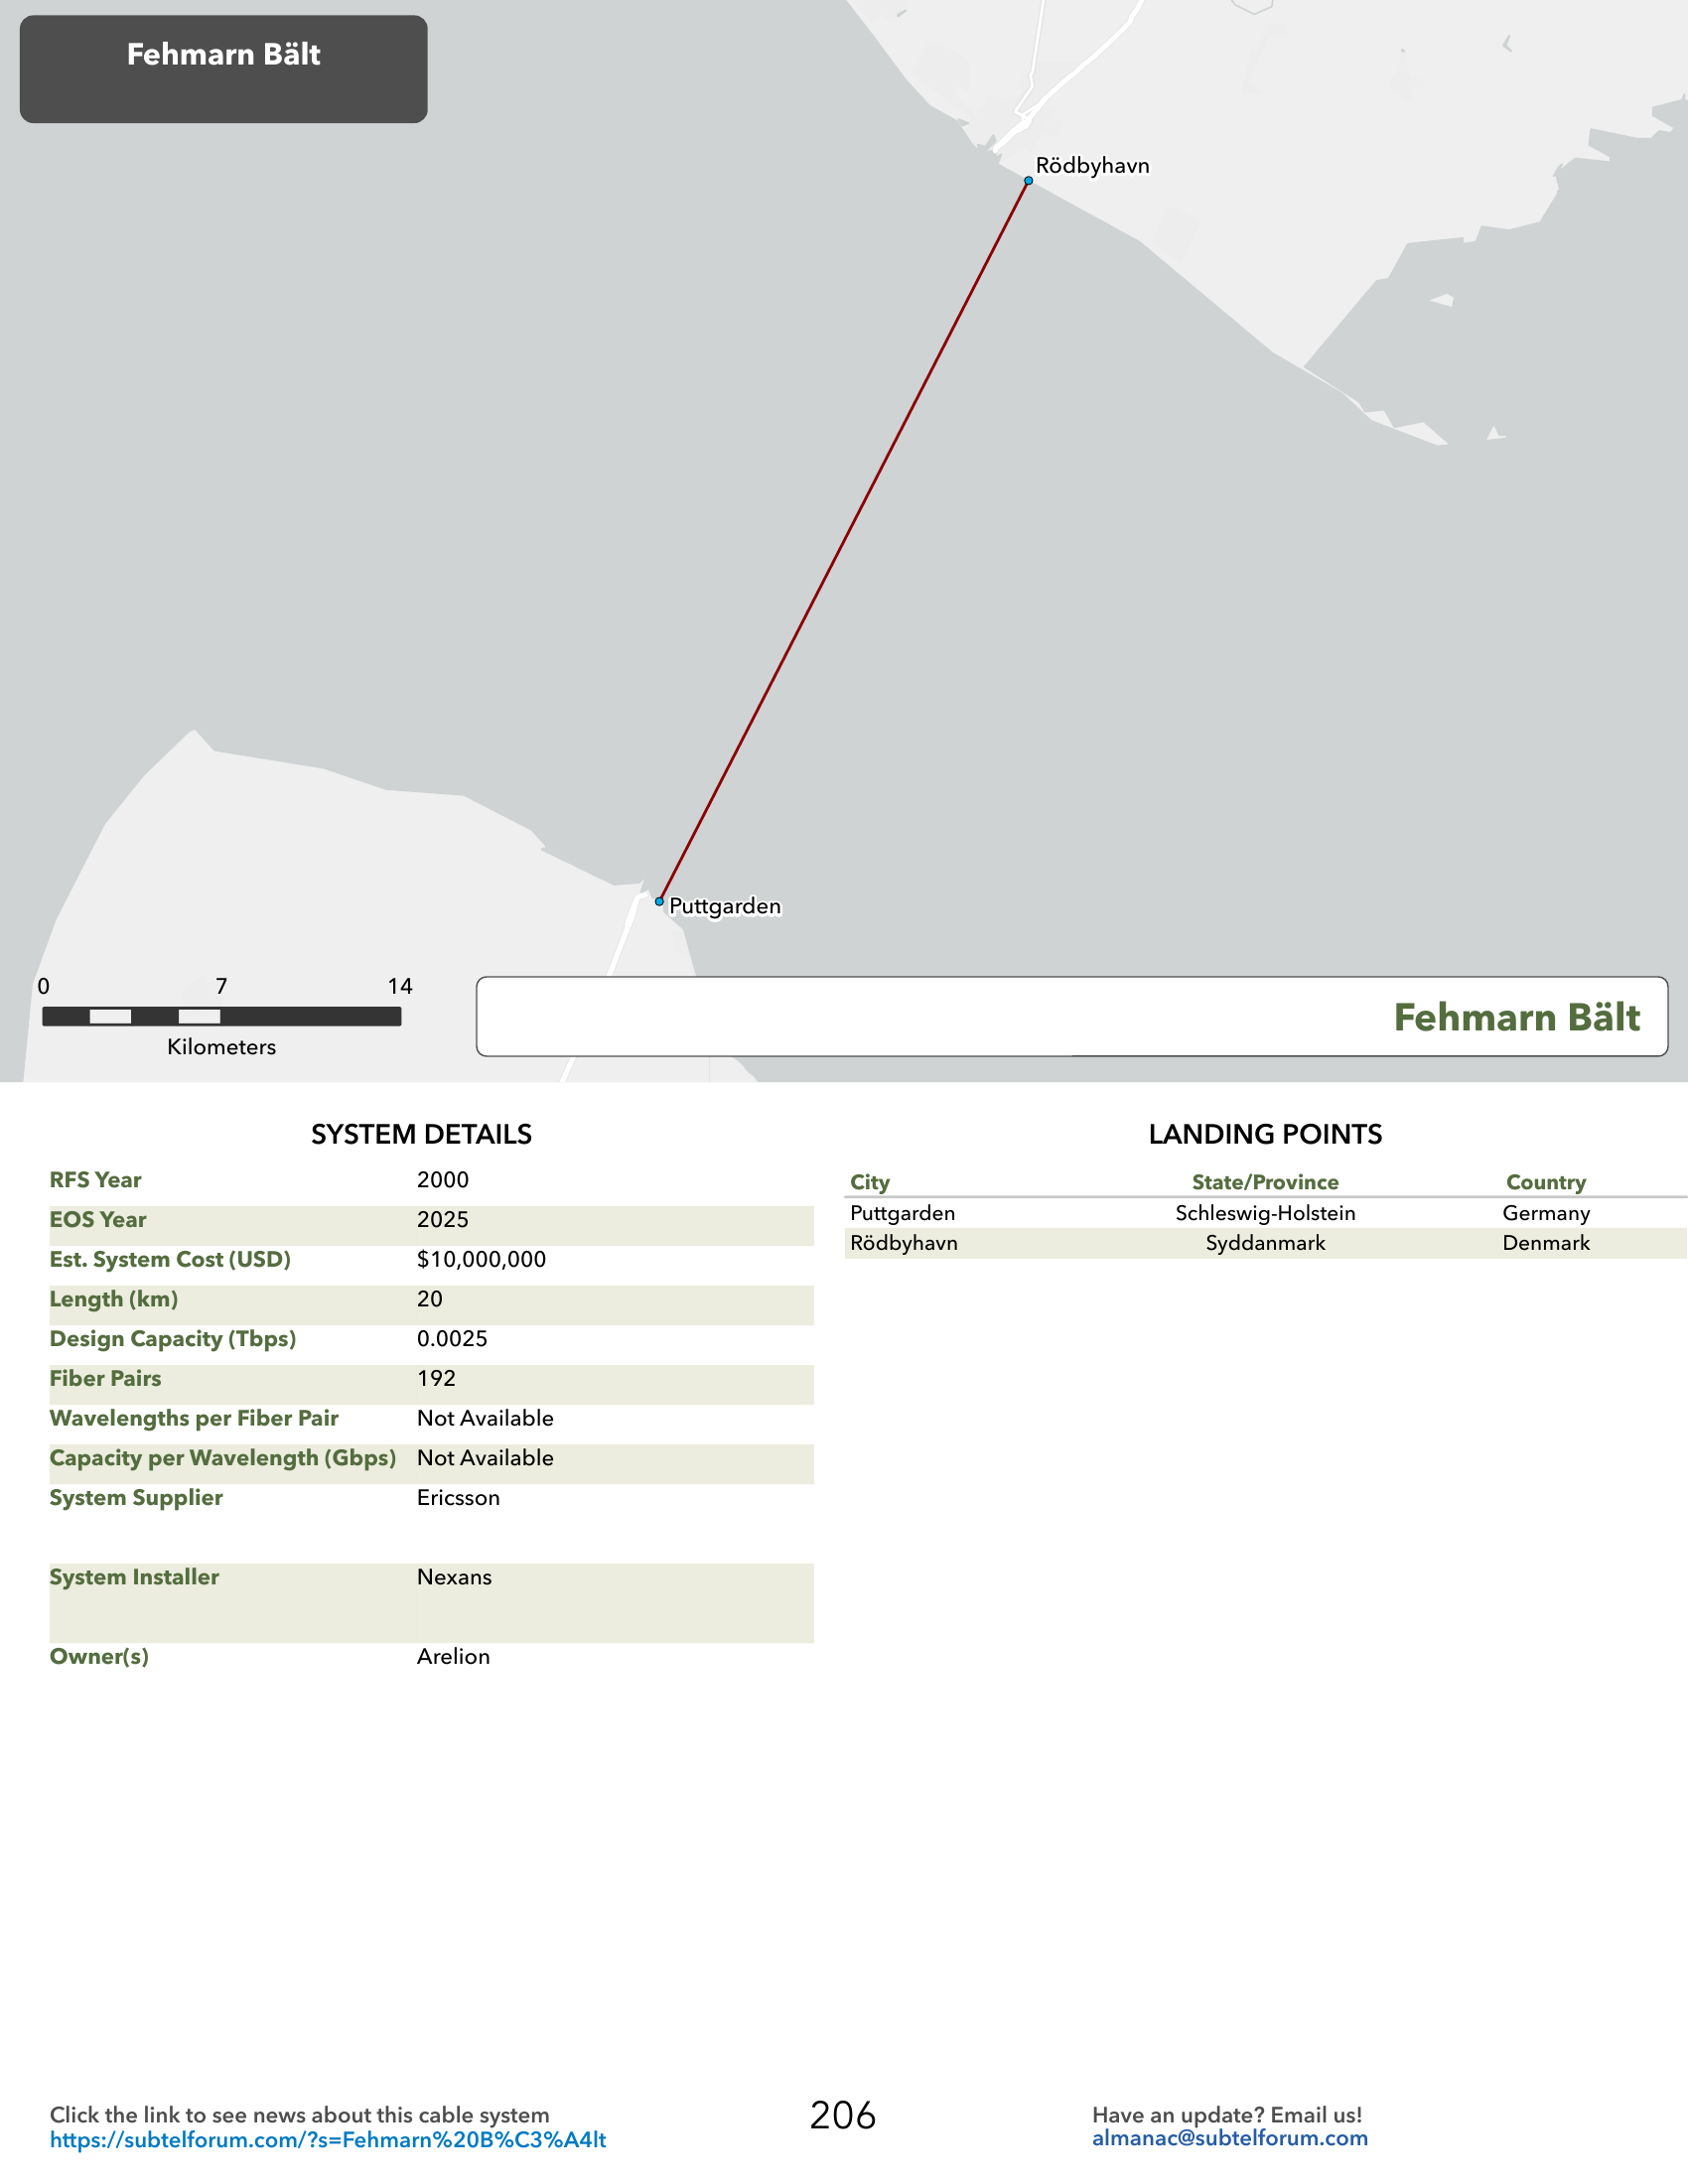 Fehmarn Bält
Rödbyhavn
Puttgarden
0 7 14
Kilometers
Fehmarn Bält
SYSTEM DETAILS
RFS Year 2000
EOS Year 2025
Est. System Cost (USD) $10,000,000
Length (km) 20
Design Capacity (Tbps) 0.0025
Fiber Pairs 192
Wavelengths per Fiber Pair Not Available
Capacity per Wavelength (Gbps) Not Available
System Supplier Ericsson
System Installer Nexans
Owner(s) Arelion
LANDING POINTS
City State/Province Country
Puttgarden Schleswig-Holstein Germany
Rödbyhavn Syddanmark Denmark
Click the link to see news about this cable system
https://subtelforum.com/?s=Fehmarn%20B%C3%A4lt
206
Have an update? Email us!
almanac@subtelforum.com